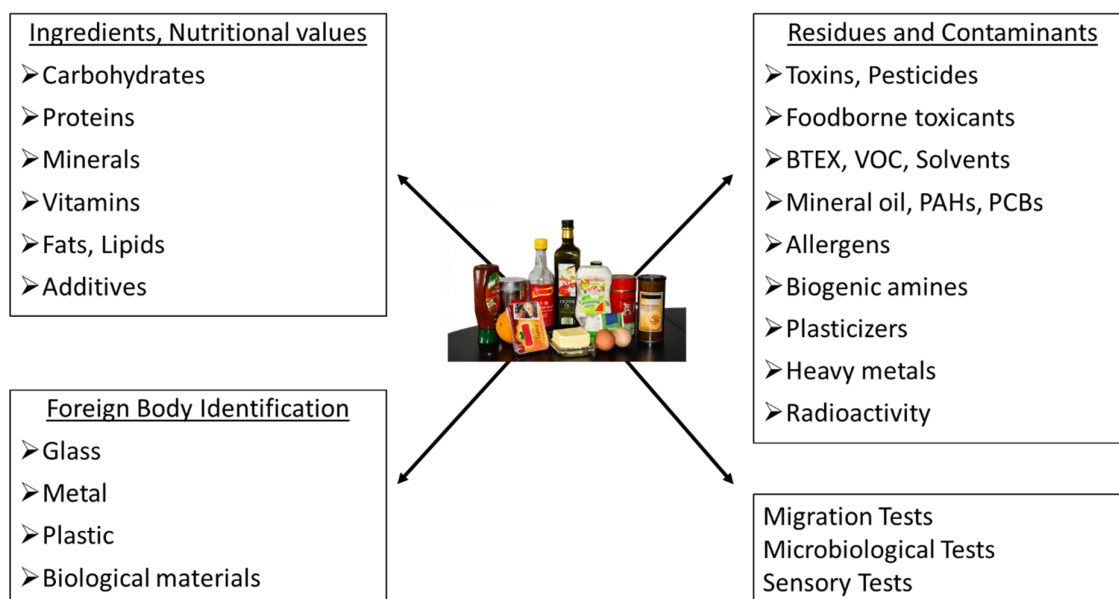 Ingredients, Nutritional values
➢Carbohydrates
➢Proteins
➢Minerals
➢Vitamins
➢Fats, Lipids
➢Additives
Residues and Contaminants
➢Toxins, Pesticides
➢Foodborne toxicants
➢BTEX, VOC, Solvents
➢Mineral oil, PAHs, PCBs
➢Allergens
➢Biogenic amines
➢Plasticizers
➢Heavy metals
➢Radioactivity
Foreign Body Identification
➢Glass
➢Metal
➢Plastic
➢Biological materials
Migration Tests
Microbiological Tests
Sensory Tests